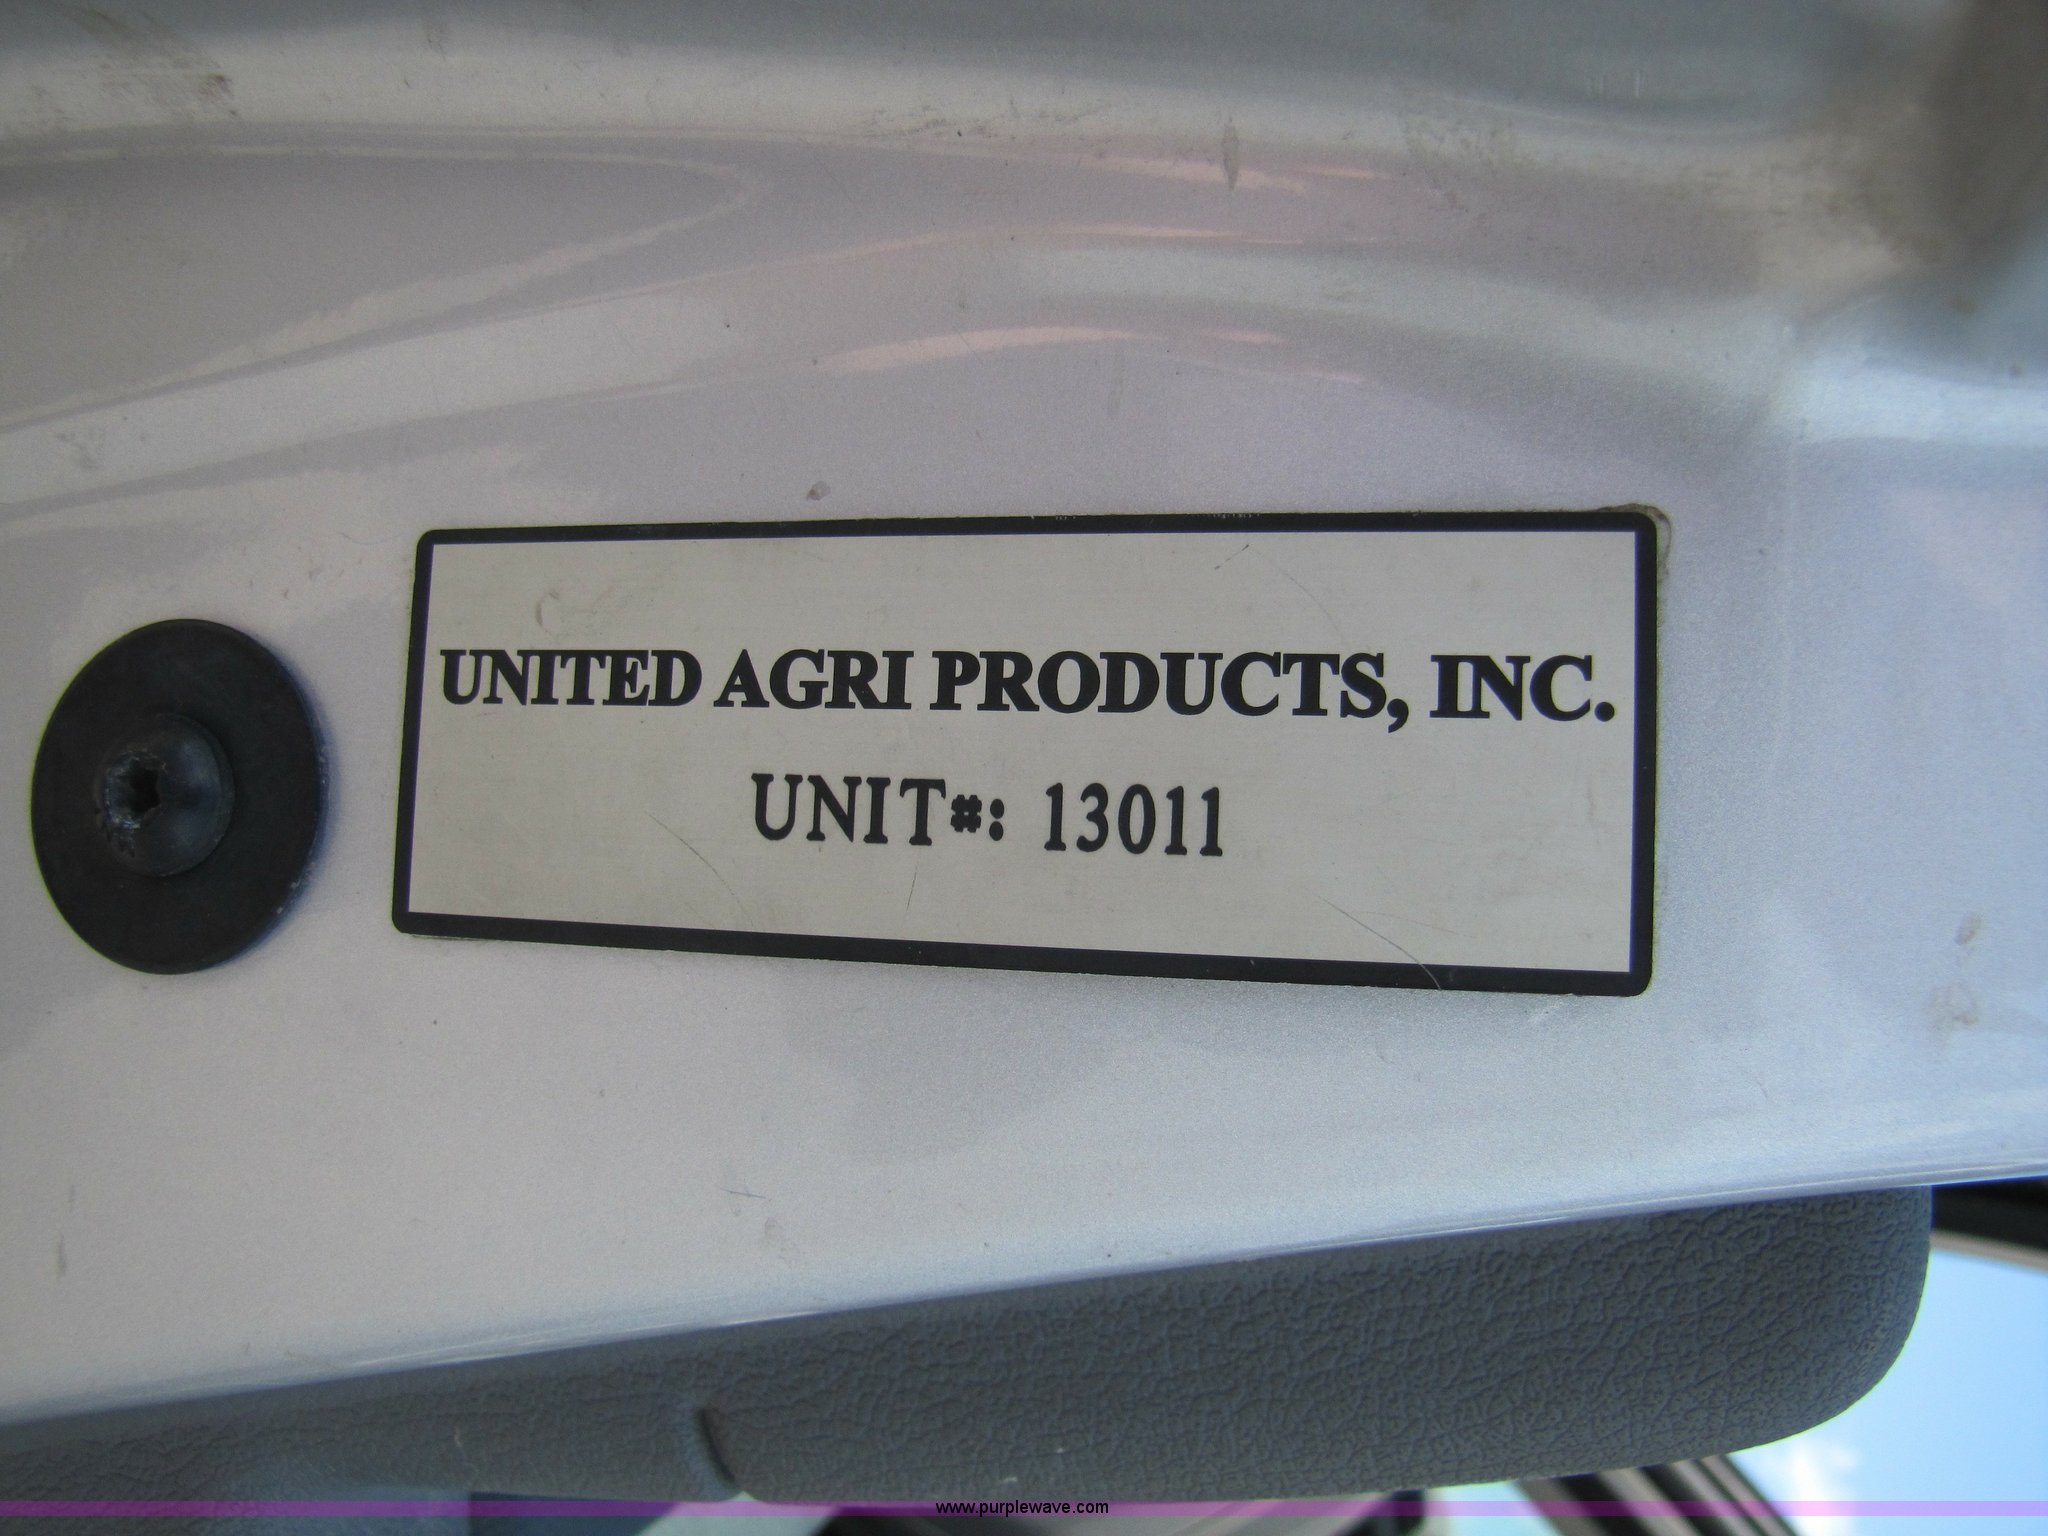 UNITED AGRI PRODUCTS, INC.
UNIT#: 13011
www.purplewave.com